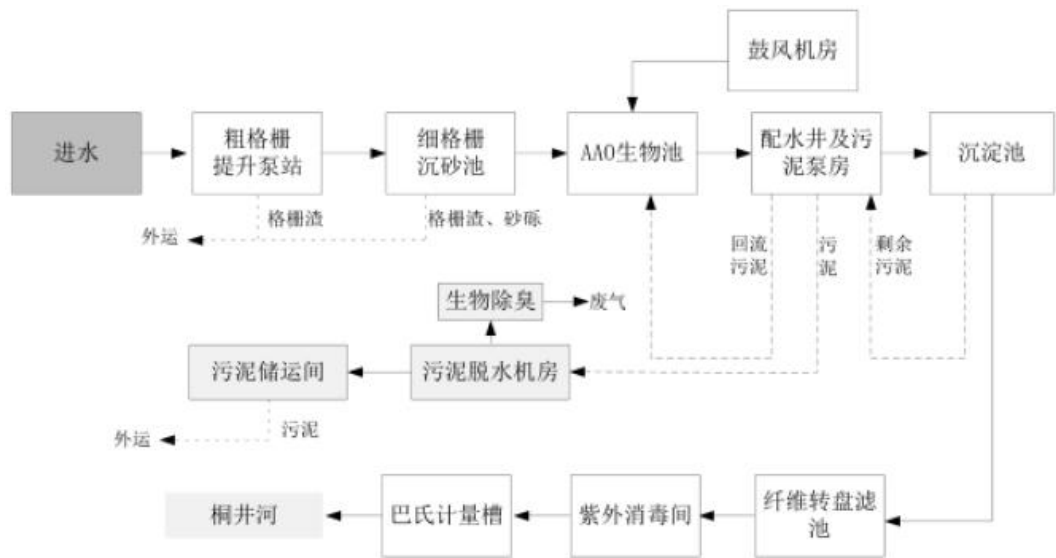 鼓风机房
进水
粗格栅
提升泵站
细格栅
沉砂池
AAO生物池
配水井及污
泥泵房
沉淀池
格栅渣
格栅渣、砂砾
外运
回流
污泥
污
泥
剩余
污泥
生物除臭
废气
污泥储运间
污泥脱水机房
污泥
外运
桐井河
巴氏计量槽
紫外消毒间
纤维转盘滤
池